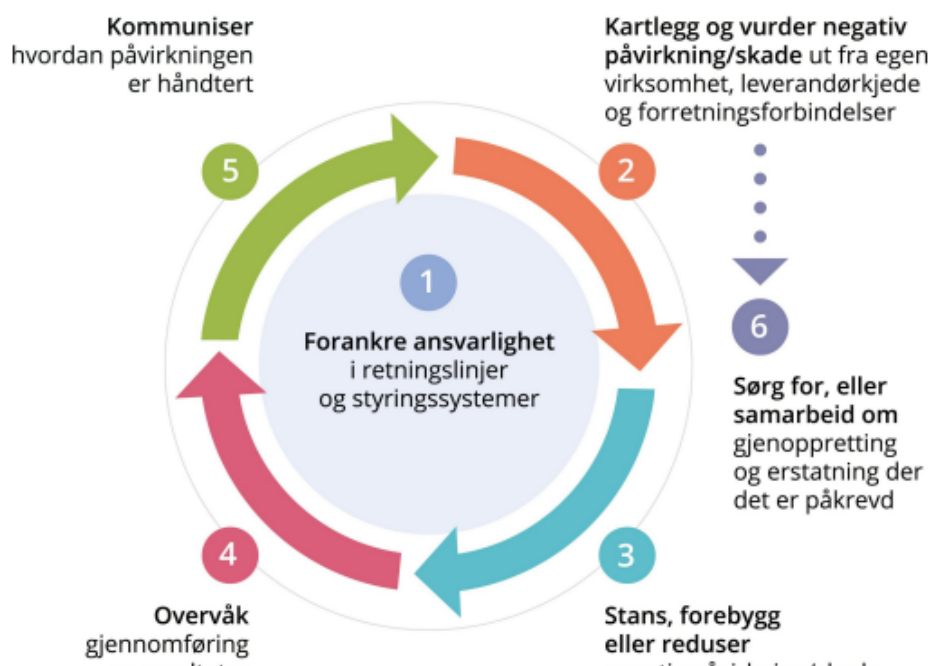 Kommuniser
hvordan påvirkningen
er håndtert
5
Kartlegg og vurder negativ
påvirkning/skade ut fra egen
virksomhet, leverandørkjede
og forretningsforbindelser
2
1
Forankre ansvarlighet
i retningslinjer
og styringssystemer
6
Sørg for, eller
samarbeid om
gjenoppretting
og erstatning der
det er påkrevd
4
Overvåk
gjennomføring
3
Stans, forebygg
eller reduser